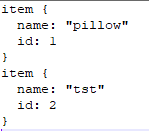 item {
  name: "pillow"
  id: 1
}
item {
  name: "tst"
  id: 2
}